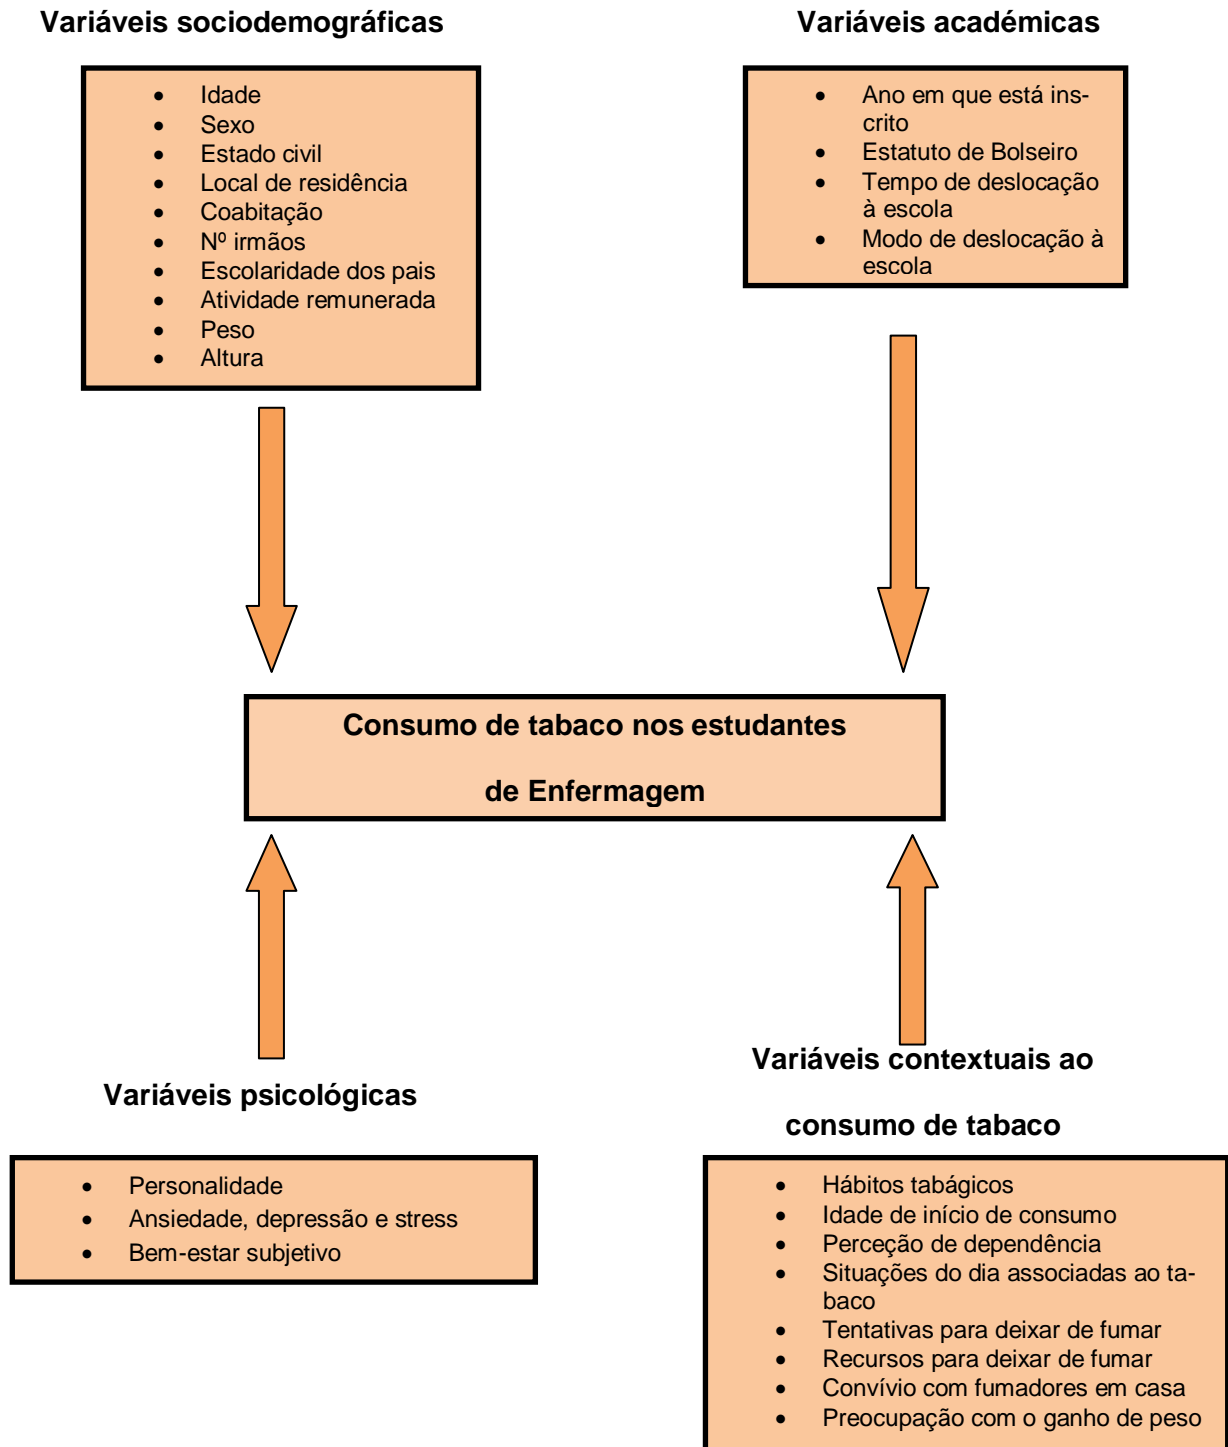 Variáveis sociodemográficas
• Idade
• Sexo
• Estado civil
• Local de residência
• Coabitação
• Nº irmãos
• Escolaridade dos pais
• Atividade remunerada
• Peso
• Altura
Variáveis académicas
• Ano em que está ins-
crito
• Estatuto de Bolseiro
• Tempo de deslocação
à escola
• Modo de deslocação à
escola
Consumo de tabaco nos estudantes
de Enfermagem
Variáveis psicológicas
• Personalidade
• Ansiedade, depressão e stress
• Bem-estar subjetivo
Variáveis contextuais ao
consumo de tabaco
• Hábitos tabágicos
• Idade de início de consumo
• Perceção de dependência
• Situações do dia associadas ao ta-
baco
• Tentativas para deixar de fumar
• Recursos para deixar de fumar
• Convívio com fumadores em casa
• Preocupação com o ganho de peso